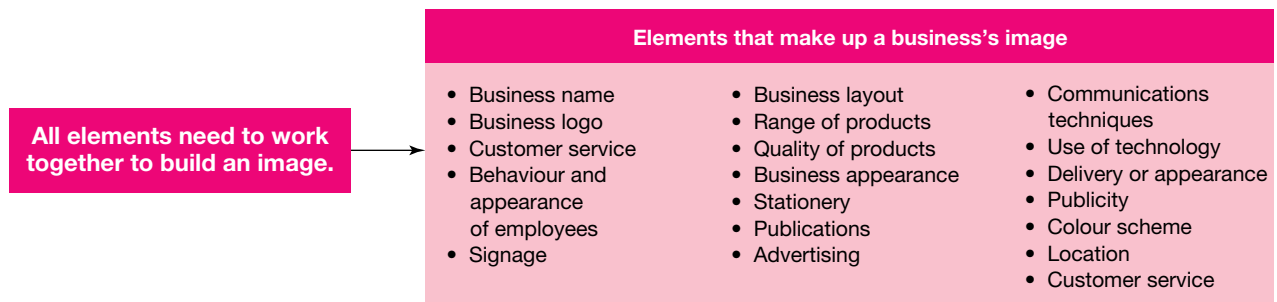 All elements need to work
together to build an image.
Elements that make up a business’s image
• Business name
• Business logo
• Customer service
• Behaviour and
appearance
of employees
• Signage
• Business layout
• Range of products
• Quality of products
• Business appearance
• Stationery
• Publications
• Advertising
• Communications
techniques
• Use of technology
• Delivery or appearance
• Publicity
• Colour scheme
• Location
• Customer service